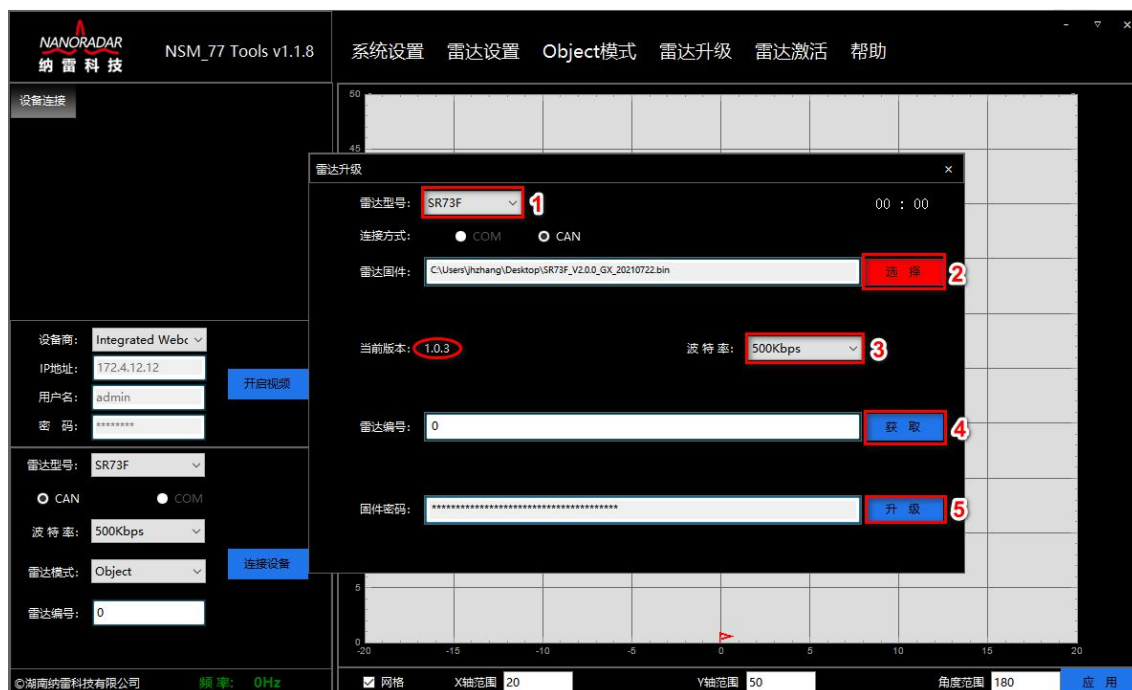 NANORADAR
纳雷科技
NSM_77 Tools v1.1.8
系统设置 雷达设置 Object模式 雷达升级 雷达激活 帮助
设备连接
50
45
雷达升级
雷达型号: SR73F 1
00 : 00
连接方式: COM CAN
雷达固件: C:\Users\jhzhang\Desktop\SR73F_V2.0.0_GX_20210722.bin 选择 2
当前版本: 1.0.3 波特率: 500Kbps 3
雷达编号: 0 获取 4
固件密码: ************************************** 升级 5
设备商: Integrated Webc
IP地址: 172.4.12.12
开启视频
用户名: admin
密码: ********
雷达型号: SR73F
CAN COM
波特率: 500Kbps
连接设备
雷达模式: Object
雷达编号: 0
5
0
-20 -15 -10 -5 0 5 10 15 20
©湖南纳雷科技有限公司 频率: 0Hz
网格 X轴范围 20 Y轴范围 50 角度范围 180 应用